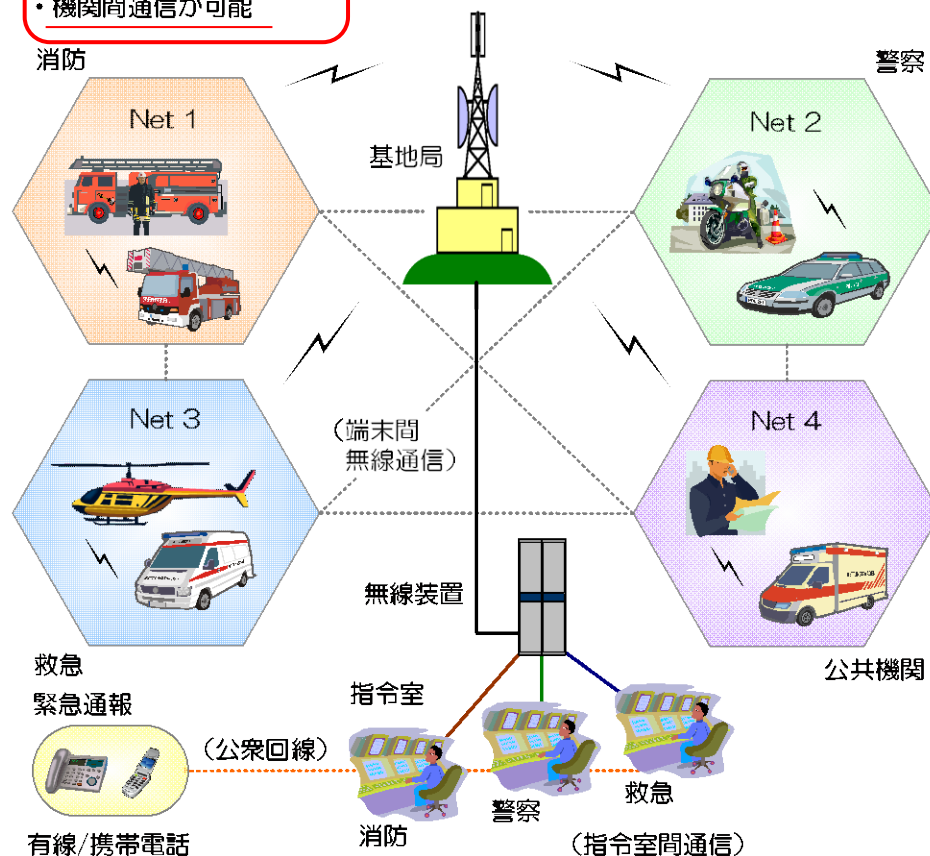 ・機関間通信が可能
消防
警察
Net 1
Net 2
基地局
Net 3
Net 4
（端末間
無線通信）
無線装置
救急
公共機関
緊急通報
指令室
（公衆回線）
消防
警察
救急
有線/携帯電話
（指令室間通信）